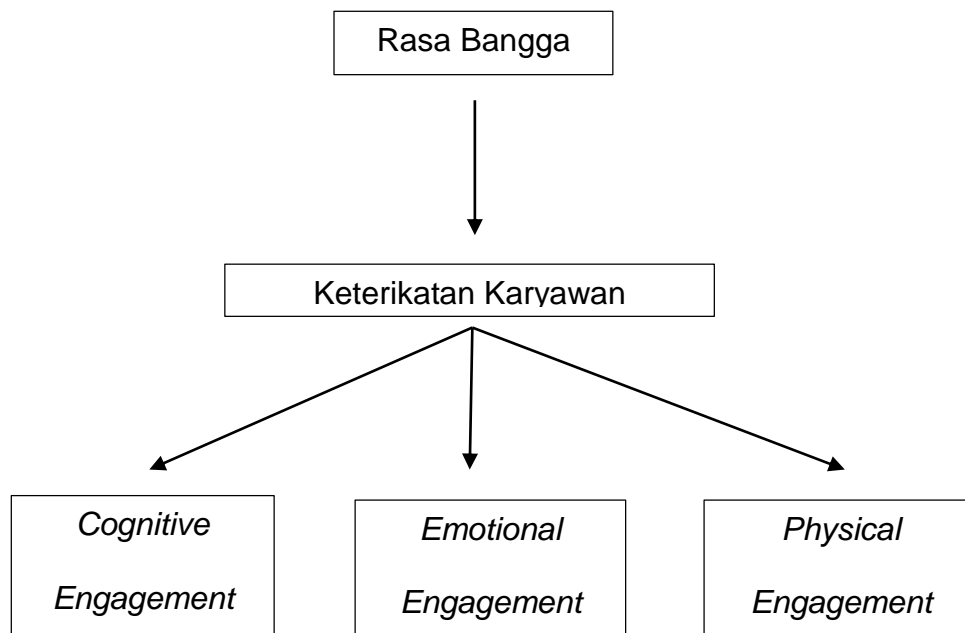 Rasa Bangga
Keterikatan Karyawan
Cognitive
Engagement
Emotional
Engagement
Physical
Engagement